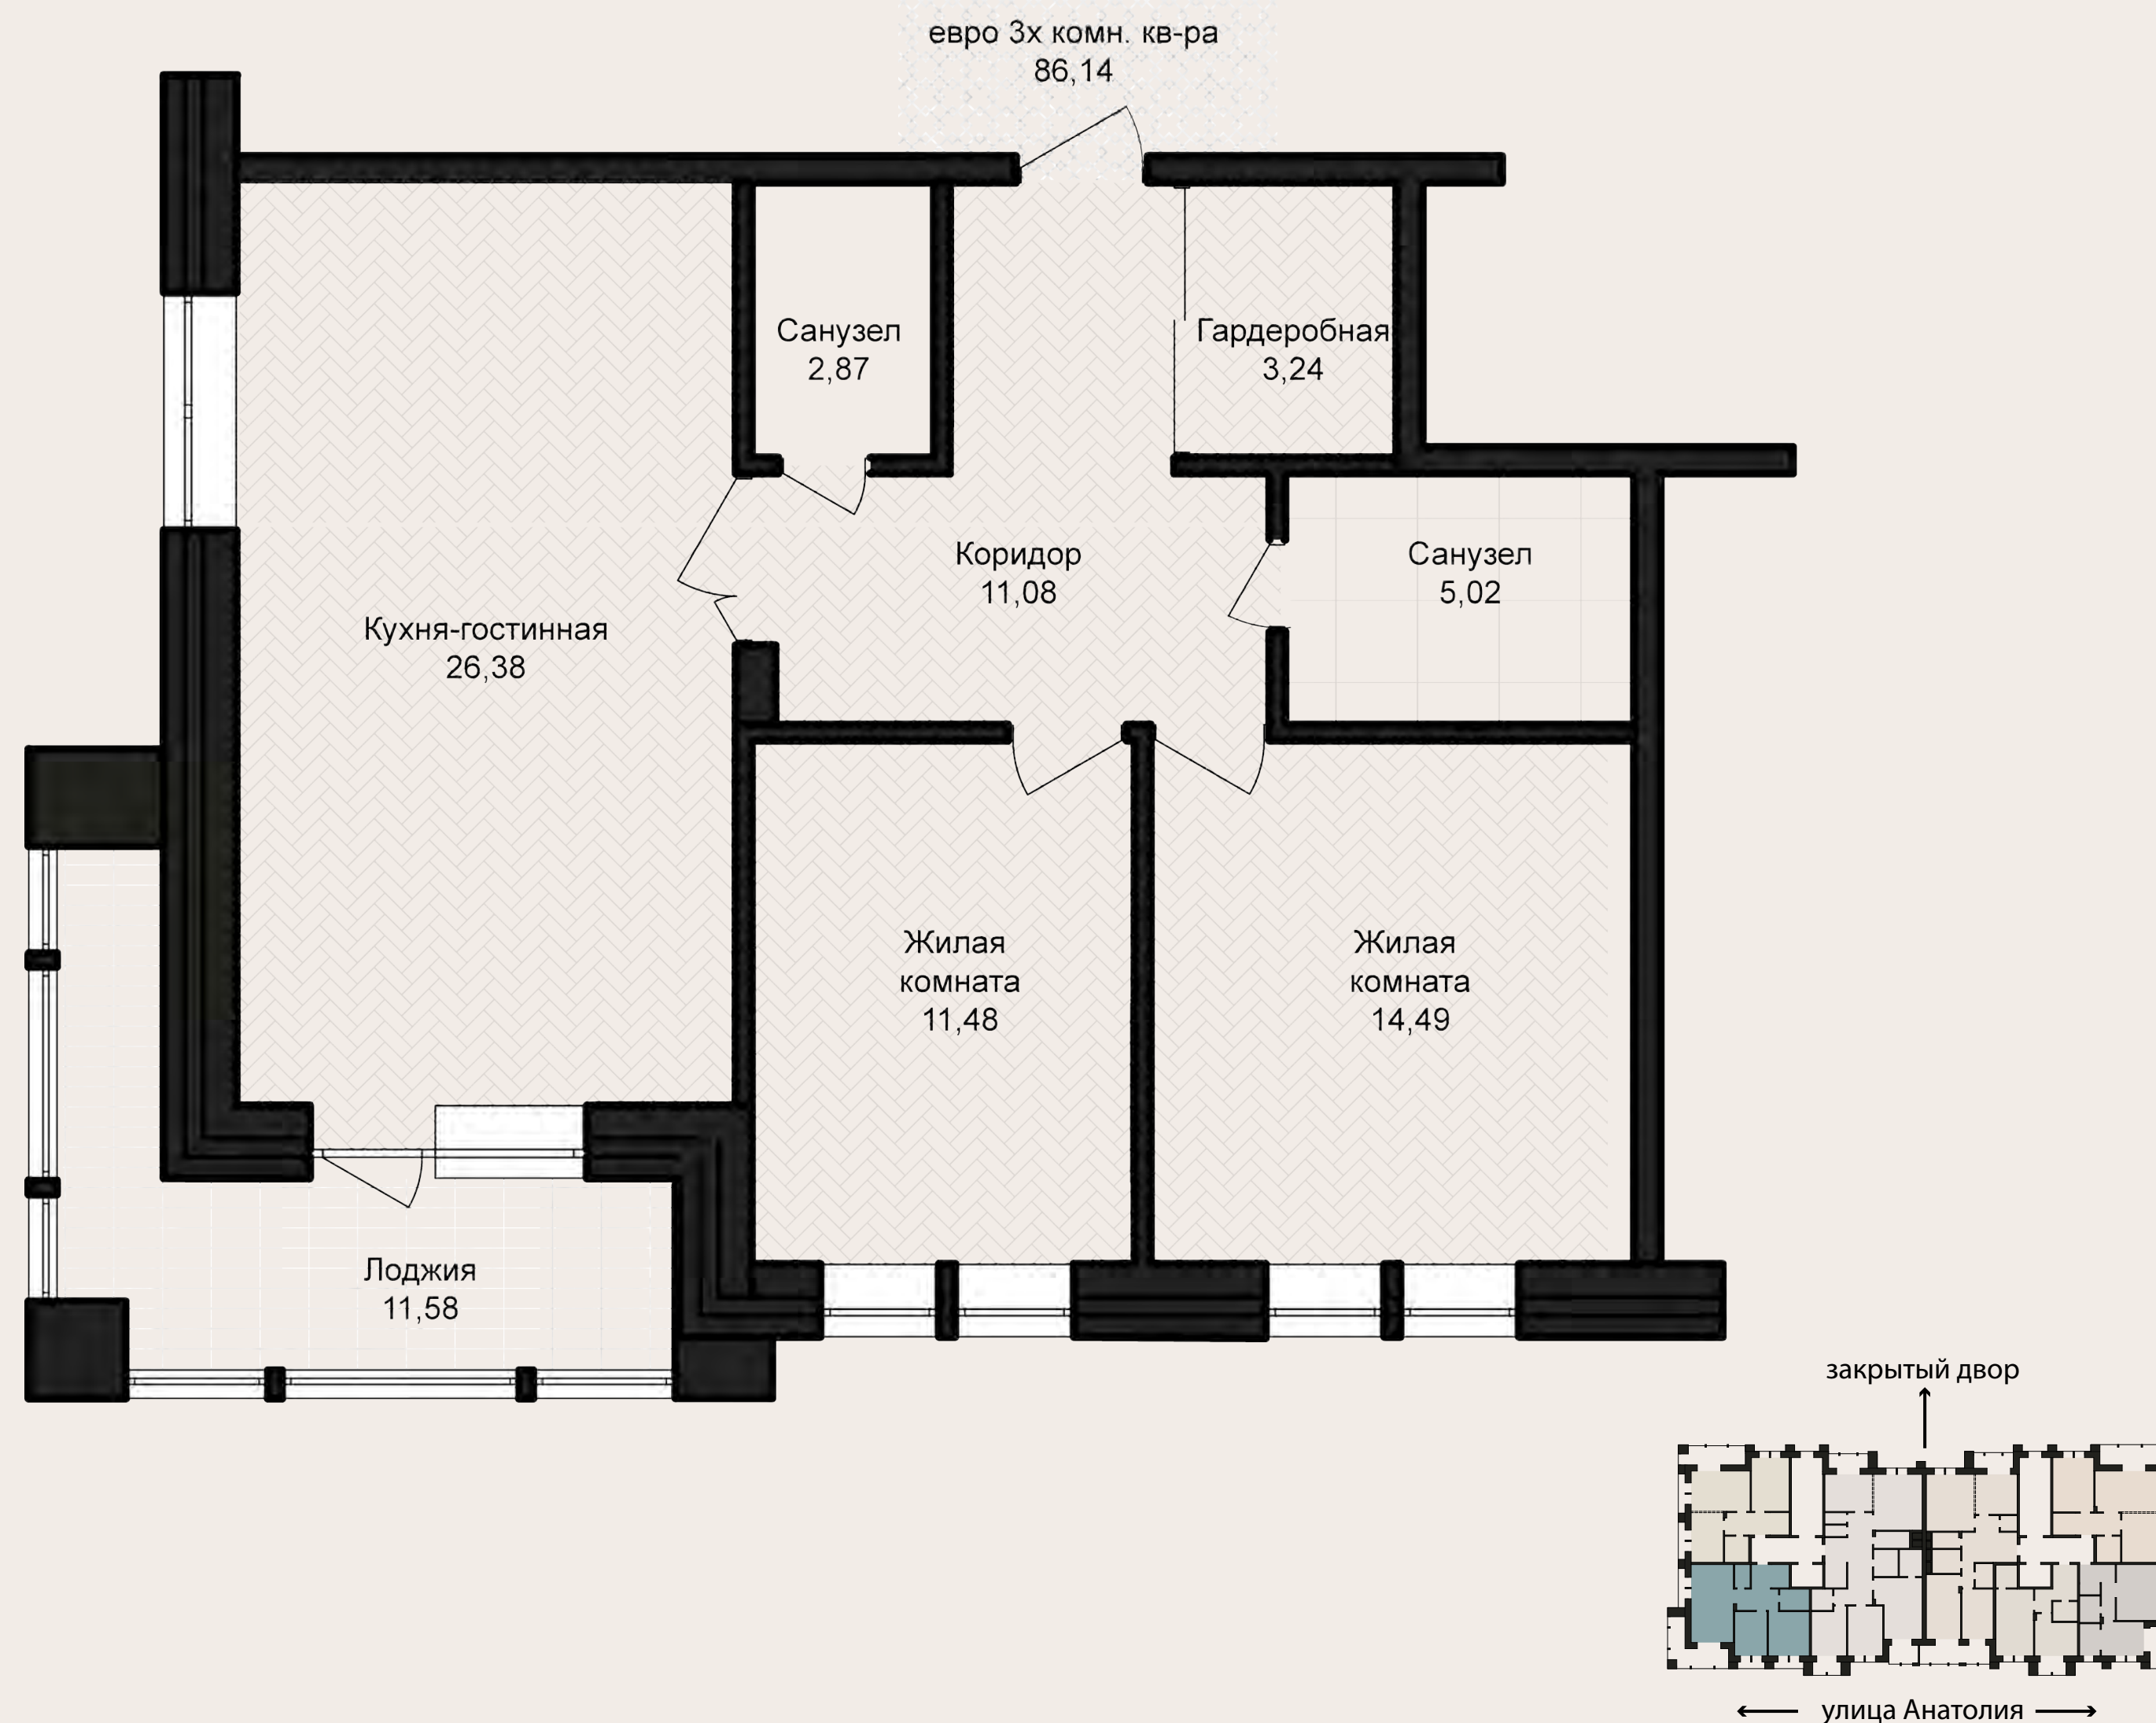 евро 3х комн. кв-ра
86,14
Санузел
2,87
Гардеробная
3,24
Коридор
11,08
Санузел
5,02
Кухня-гостинная
26,38
Жилая
комната
11,48
Жилая
комната
14,49
Лоджия
11,58
закрытый двор
улица Анатолия